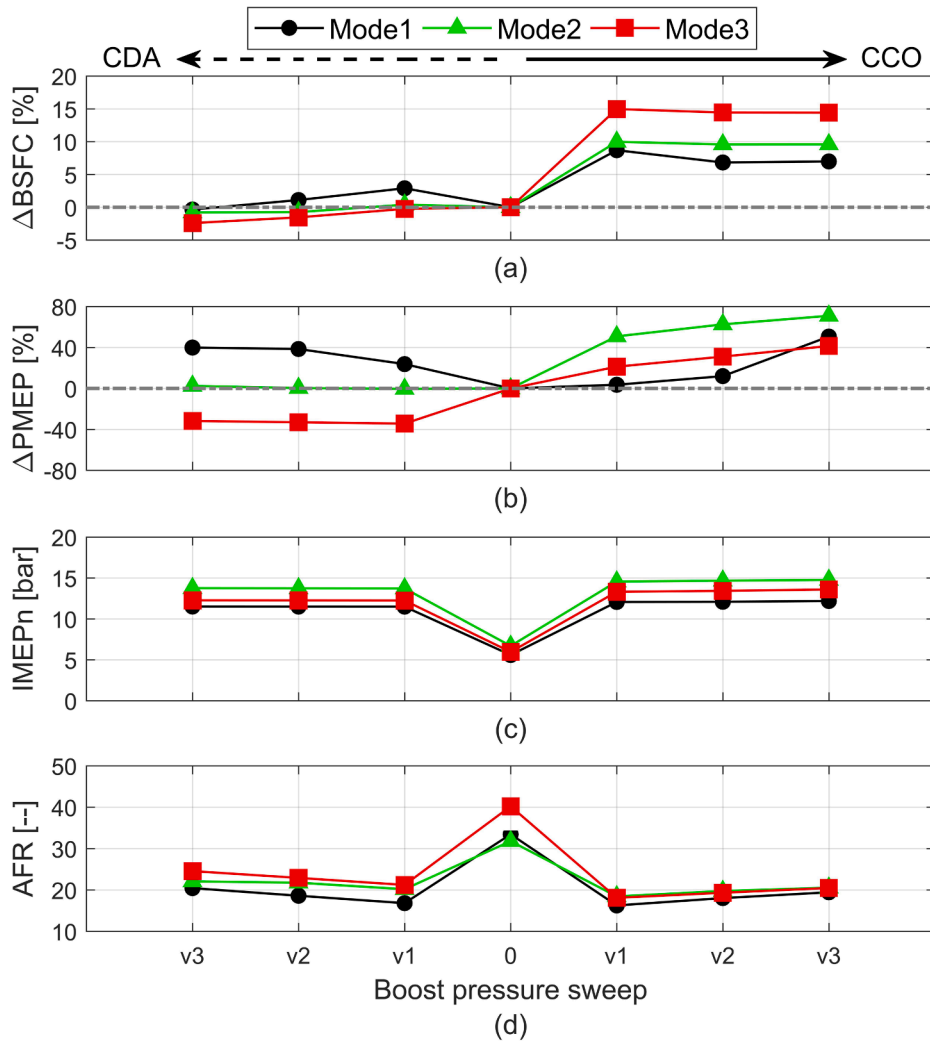 Mode1 Mode2 Mode3
CDA CCO
ΔBSFC [%]
20
15
10
5
0
-5
(a)
ΔPMEP [%]
80
40
0
-40
-80
(b)
IMEPn [bar]
20
15
10
5
0
(c)
AFR [--]
50
40
30
20
10
v3 v2 v1 0 v1 v2 v3
Boost pressure sweep
(d)